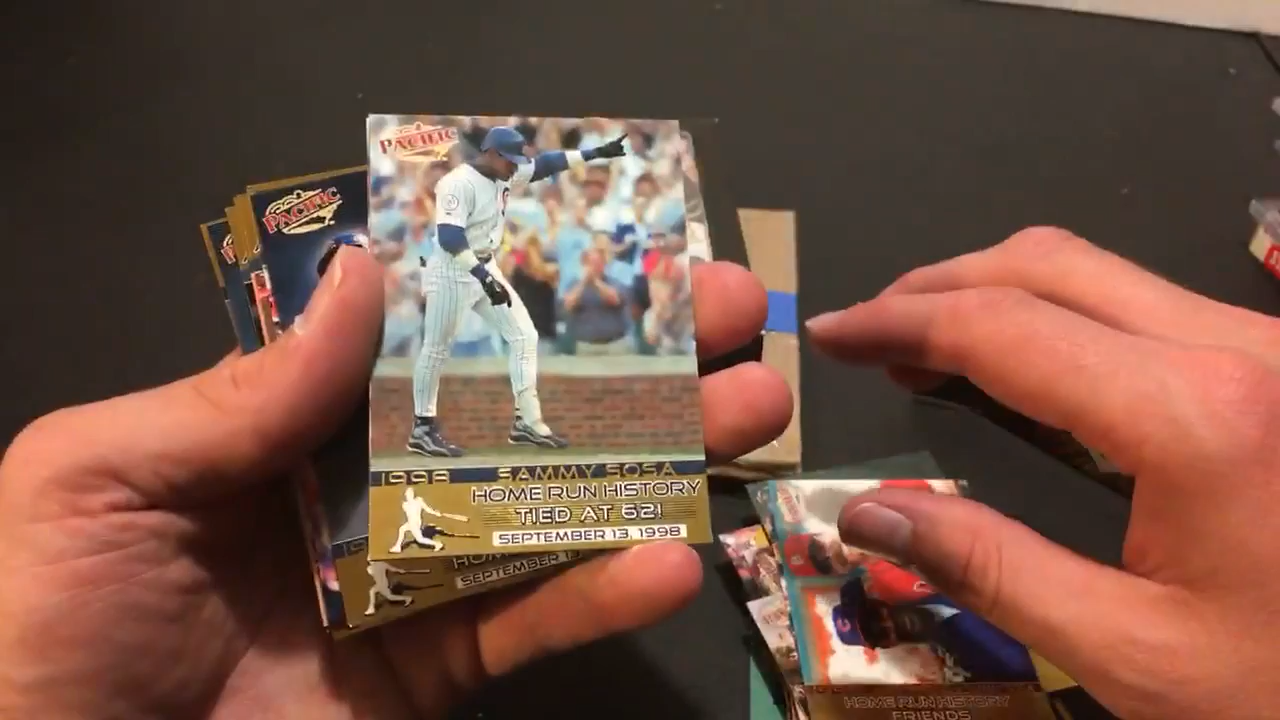 PACIFIC
1998 SAMMY SOSA
HOME RUN HISTORY
TIED AT 62!
SEPTEMBER 13, 1998
PACIFIC
SEPTEMBER 13
HOME RUN HISTORY
FRIENDS